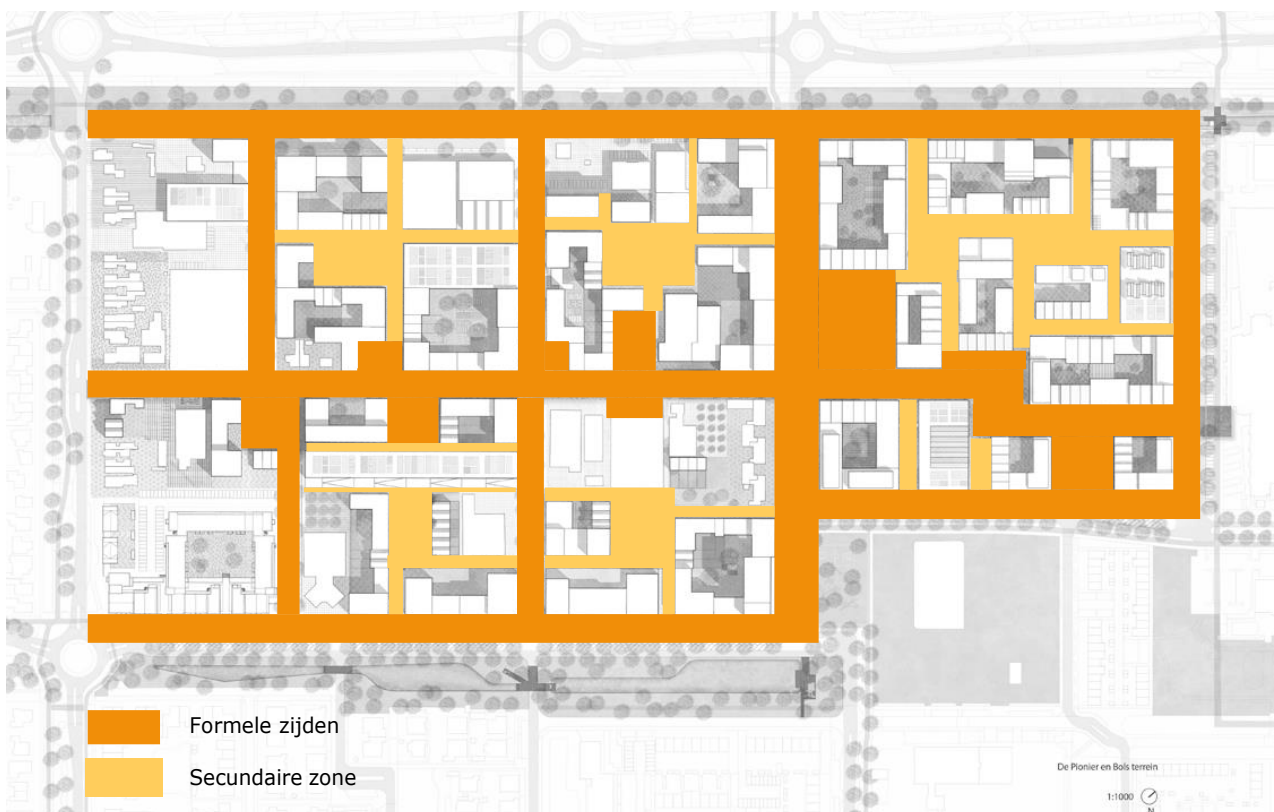 Formele zijden
Secundaire zone
De Pionier en Bols terrein
1:1000
N